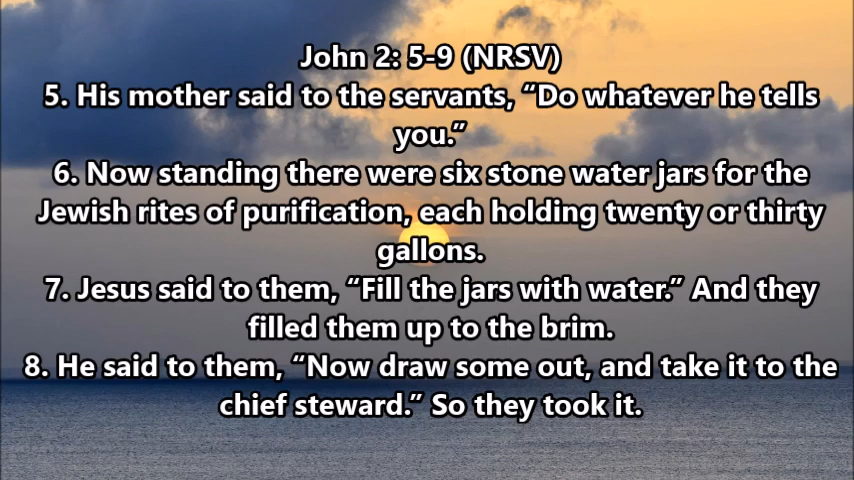 John 2: 5-9 (NRSV)
5. His mother said to the servants, “Do whatever he tells
you.”
6. Now standing there were six stone water jars for the
Jewish rites of purification, each holding twenty or thirty
gallons.
7. Jesus said to them, “Fill the jars with water.” And they
filled them up to the brim.
8. He said to them, “Now draw some out, and take it to the
chief steward.” So they took it.